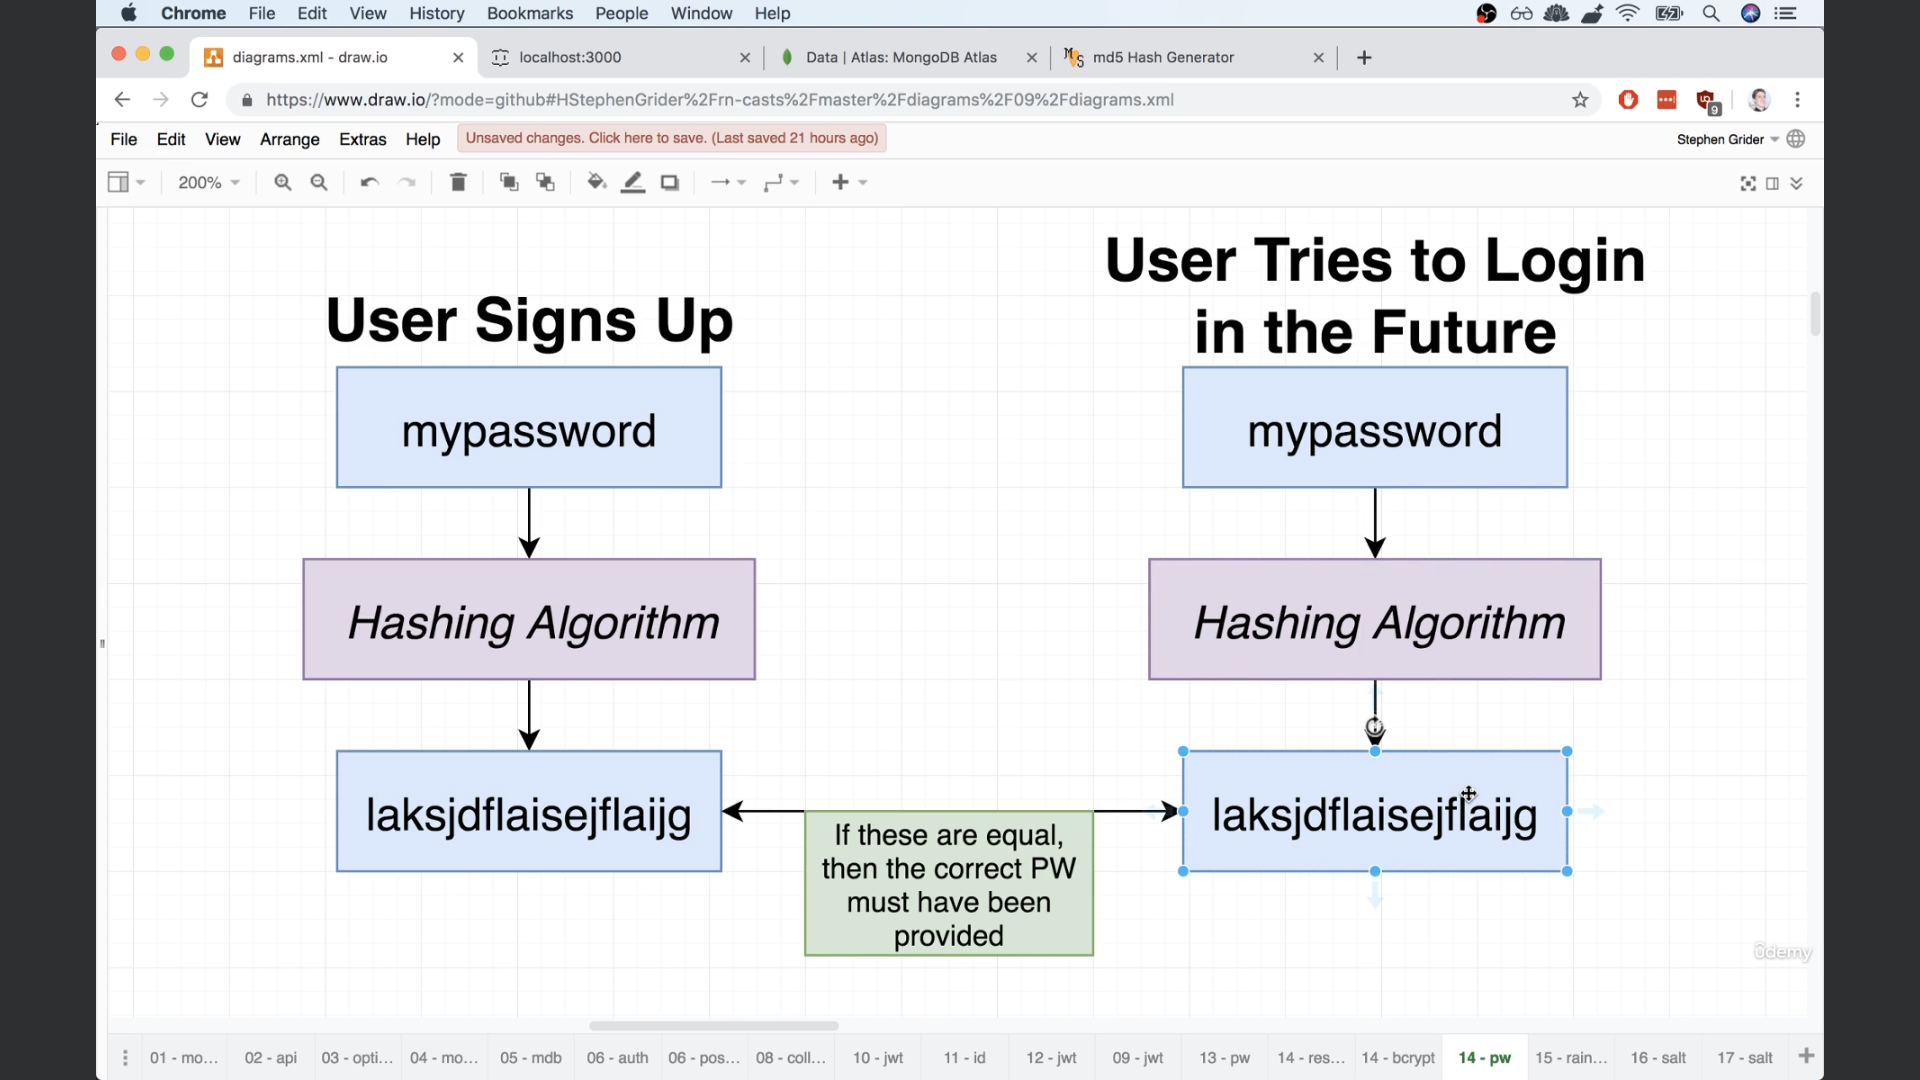 Chrome File Edit View History Bookmarks People Window Help
diagrams.xml - draw.io
localhost:3000
Data | Atlas: MongoDB Atlas
md5 Hash Generator
https://www.draw.io/?mode=github#HStephenGrider%2Frn-casts%2Fmaster%2Fdiagrams%2F09%2Fdiagrams.xml
9
File Edit View Arrange Extras Help
Unsaved changes. Click here to save. (Last saved 21 hours ago)
Stephen Grider
200%
User Signs Up
mypassword
Hashing Algorithm
laksjdflaisejflaijg
If these are equal,
then the correct PW
must have been
provided
User Tries to Login
in the Future
mypassword
Hashing Algorithm
laksjdflaisejflaijg
ûdemy
01 - mo... 02 - api 03 - opti... 04 - mo... 05 - mdb 06 - auth 06 - pos... 08 - coll... 10 - jwt 11 - id 12 - jwt 09 - jwt 13 - pw 14 - res... 14 - bcrypt 14 - pw 15 - rain... 16 - salt 17 - salt